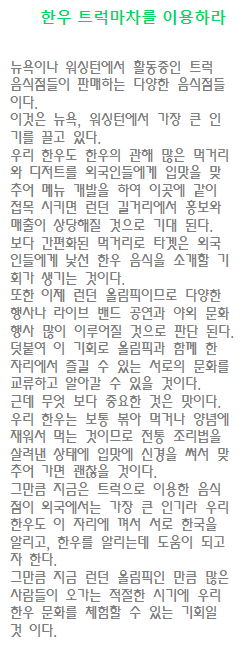 한우 트럭마차를 이용하라
뉴욕이나 워싱턴에서 활동중인 트럭
음식점들이 판매하는 다양한 음식점들
이다.
이것은 뉴욕, 워싱턴에서 가장 큰 인
기를 끌고 있다.
우리 한우도 한우의 관해 많은 먹거리
와 디저트를 외국인들에게 입맛을 맞
추어 메뉴 개발을 하여 이곳에 같이
접목 시키면 런던 길거리에서 홍보와
매출이 상당해질 것으로 기대 된다.
보다 간편화된 먹거리로 타겟은 외국
인들에게 낯선 한우 음식을 소개할 기
회가 생기는 것이다.
또한 이제 런던 올림픽이므로 다양한
행사나 라이브 밴드 공연과 야외 문화
행사 많이 이루어질 것으로 판단 된다.
덧붙여 이 기회로 올림픽과 함께 한
자리에서 즐길 수 있는 서로의 문화를
교류하고 알아갈 수 있을 것이다.
근데 무엇 보다 중요한 것은 맛이다.
우리 한우는 보통 볶아 먹거나 양념에
재워서 먹는 것이므로 전통 조리법을
살려낸 상태에 입맛에 신경을 써서 맞
추어 가면 괜찮을 것이다.
그만큼 지금은 트럭으로 이용한 음식
점이 외국에서는 가장 큰 인기라 우리
한우도 이 자리에 껴서 서로 한국을
알리고, 한우를 알리는데 도움이 되고
자 한다.
그만큼 지금 런던 올림픽인 만큼 많은
사람들이 오가는 적절한 시기에 우리
한우 문화를 체험할 수 있는 기회일
것 이다.